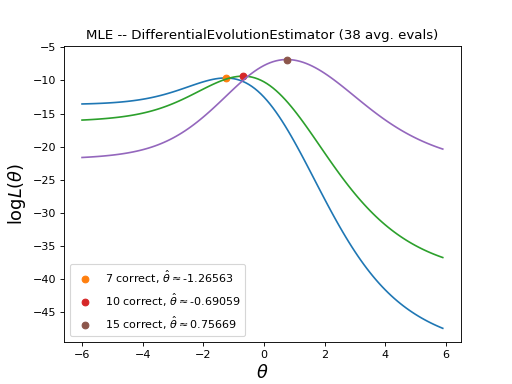 MLE -- DifferentialEvolutionEstimator (38 avg. evals)
−5
−10
−15
−20
−25
−30
−35
−40
−45
logL(θ)
7 correct, θ̂ ≈ -1.26563
10 correct, θ̂ ≈ -0.69059
15 correct, θ̂ ≈ 0.75669
−6 −4 −2 0 2 4 6
θ